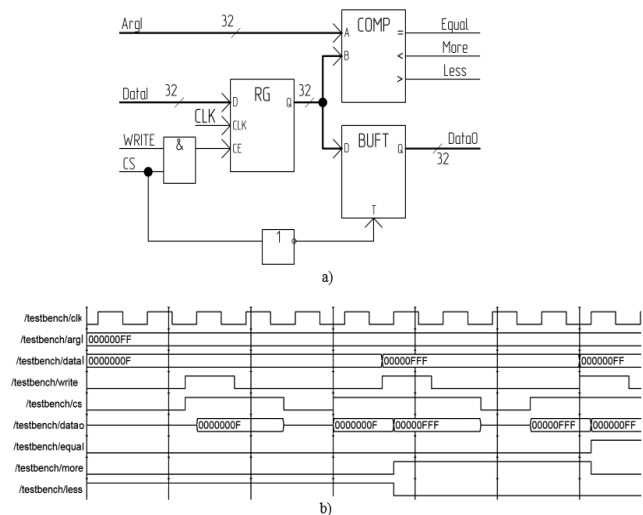 ArgI 32 A COMP = Equal
B < More
> Less
DataI 32 D RG Q 32
CLK CLK
WRITE & CE
CS
D BUFT Q DataO
32
T
1
a)
/testbench/clk
/testbench/argI 000000FF
/testbench/dataI 0000000F 00000FFF 000000FF
/testbench/write
/testbench/cs
/testbench/datao 0000000F 0000000F 00000FFF 00000FFF 000000FF
/testbench/equal
/testbench/more
/testbench/less
b)